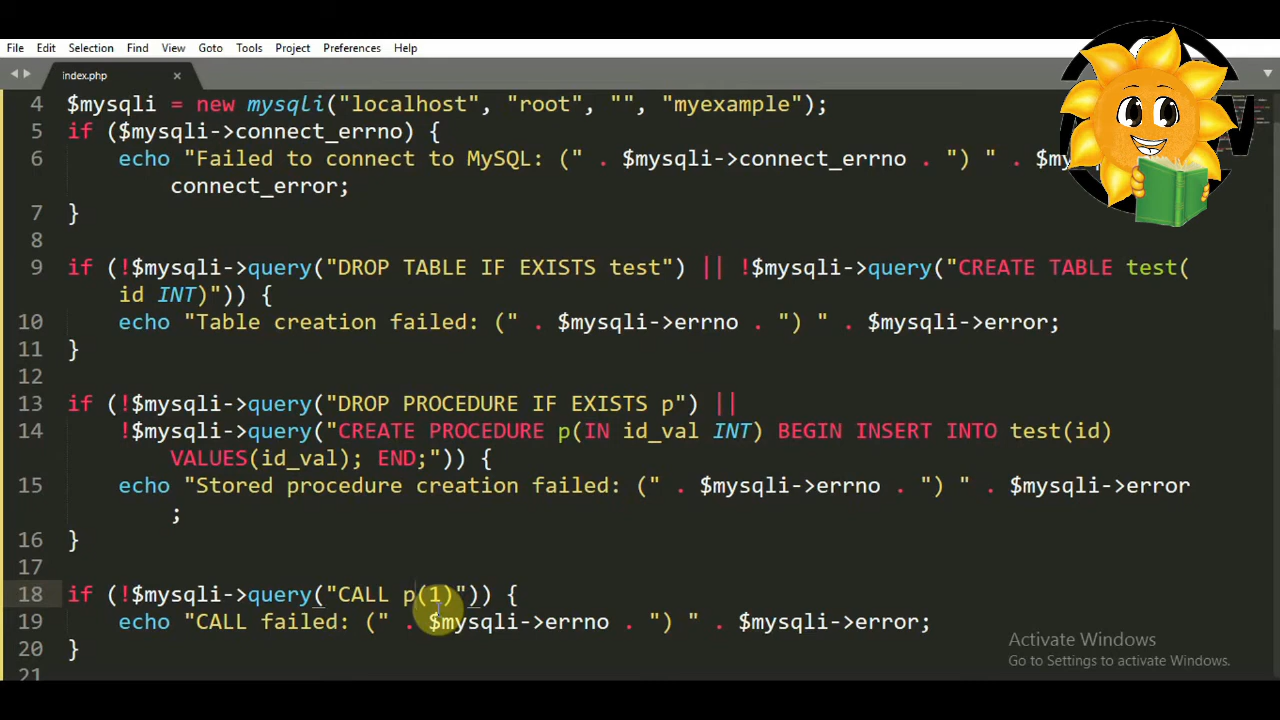 File Edit Selection Find View Goto Tools Project Preferences Help
index.php ×
4 $mysqli = new mysqli("localhost", "root", "", "myexample");
5 if ($mysqli->connect_errno) {
6 echo "Failed to connect to MySQL: (" . $mysqli->connect_errno . ") " .
connect_error;
7 }
8
9 if (!$mysqli->query("DROP TABLE IF EXISTS test") || !$mysqli->query("CREATE TABLE test(
id INT)")) {
10 echo "Table creation failed: (" . $mysqli->errno . ") " . $mysqli->error;
11 }
12
13 if (!$mysqli->query("DROP PROCEDURE IF EXISTS p") ||
14 !$mysqli->query("CREATE PROCEDURE p(IN id_val INT) BEGIN INSERT INTO test(id)
VALUES(id_val); END;")) {
15 echo "Stored procedure creation failed: (" . $mysqli->errno . ") " . $mysqli->error
;
16 }
17
18 if (!$mysqli->query("CALL p(1)")) {
19 echo "CALL failed: (" . $mysqli->errno . ") " . $mysqli->error;
20 }
21
Activate Windows
Go to Settings to activate Windows.